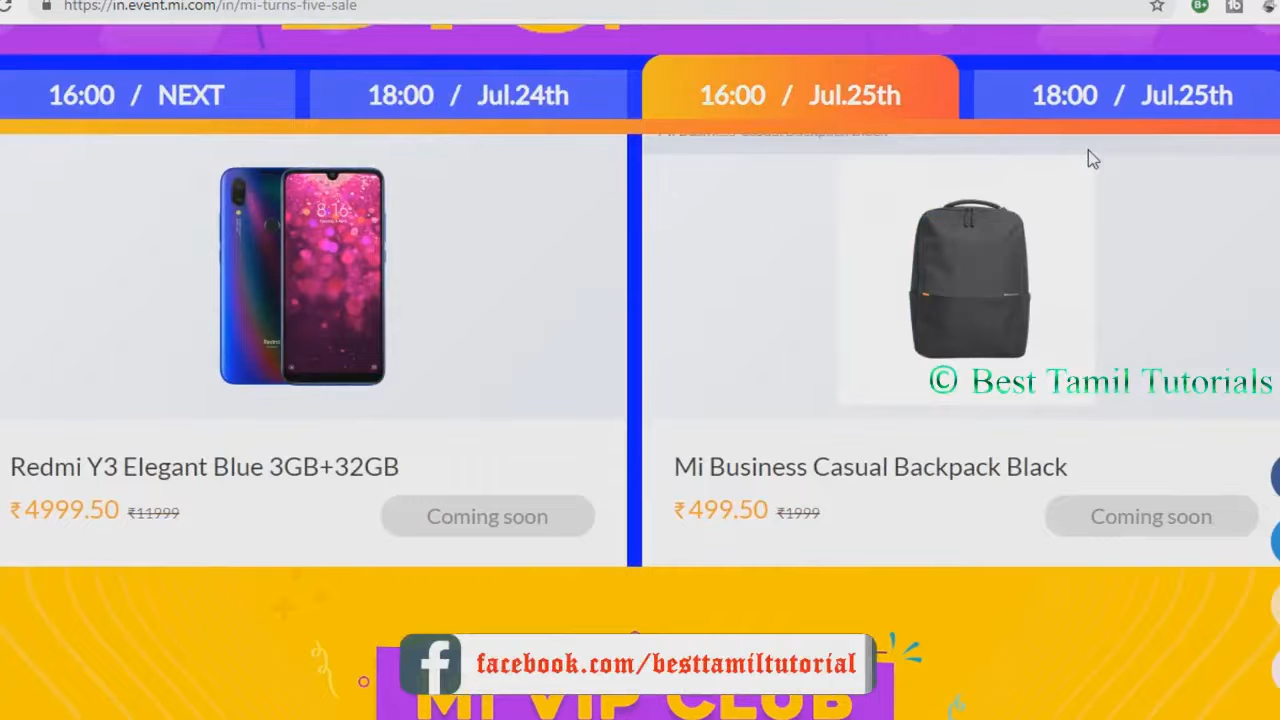 https://in.event.mi.com/in/mi-turns-five-sale
16:00 / NEXT
18:00 / Jul.24th
16:00 / Jul.25th
18:00 / Jul.25th
8:16
© Best Tamil Tutorials
Redmi Y3 Elegant Blue 3GB+32GB
₹4999.50 ₹11999
Coming soon
Mi Business Casual Backpack Black
₹499.50 ₹1999
Coming soon
facebook.com/besttamiltutorial
MI VIP CLUB